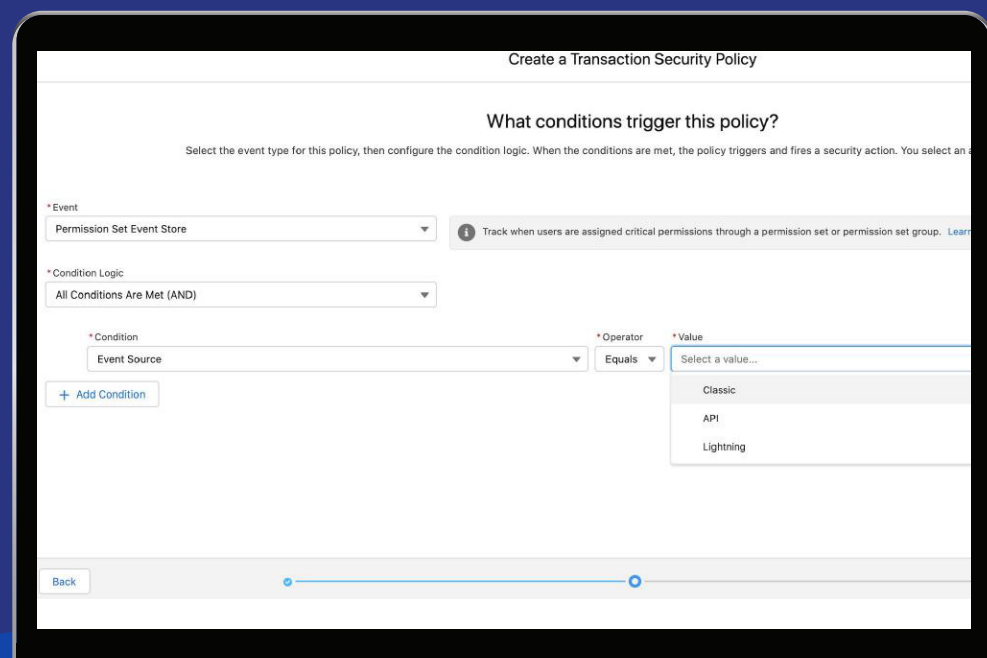 Create a Transaction Security Policy
What conditions trigger this policy?
Select the event type for this policy, then configure the condition logic. When the conditions are met, the policy triggers and fires a security action. You select an
*Event
Permission Set Event Store
Track when users are assigned critical permissions through a permission set or permission set group. Learn
*Condition Logic
All Conditions Are Met (AND)
*Condition
*Operator
*Value
Event Source
Equals
Select a value...
+ Add Condition
Classic
API
Lightning
Back